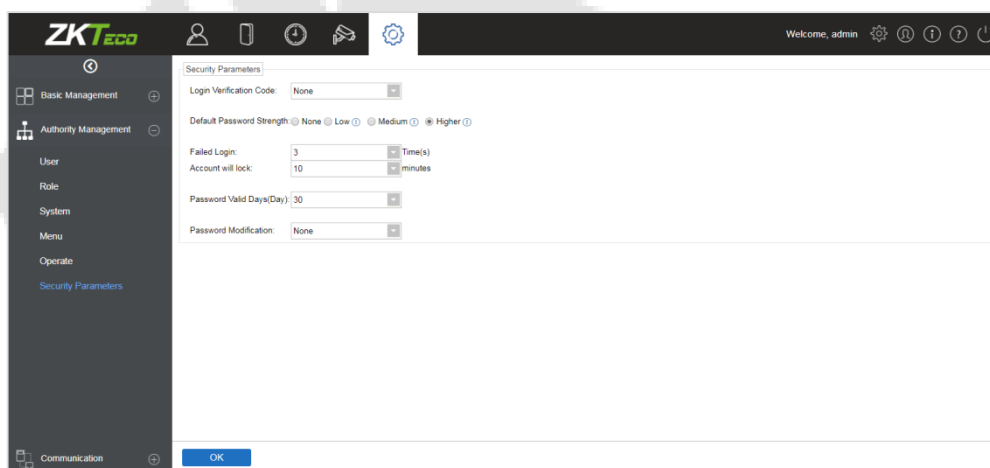 ZKTECO
Welcome, admin
Basic Management
Authority Management
User
Role
System
Menu
Operate
Security Parameters
Communication
Security Parameters
Login Verification Code: None
Default Password Strength: None Low Medium Higher
Failed Login: 3 Time(s)
Account will lock: 10 minutes
Password Valid Days(Day): 30
Password Modification: None
OK